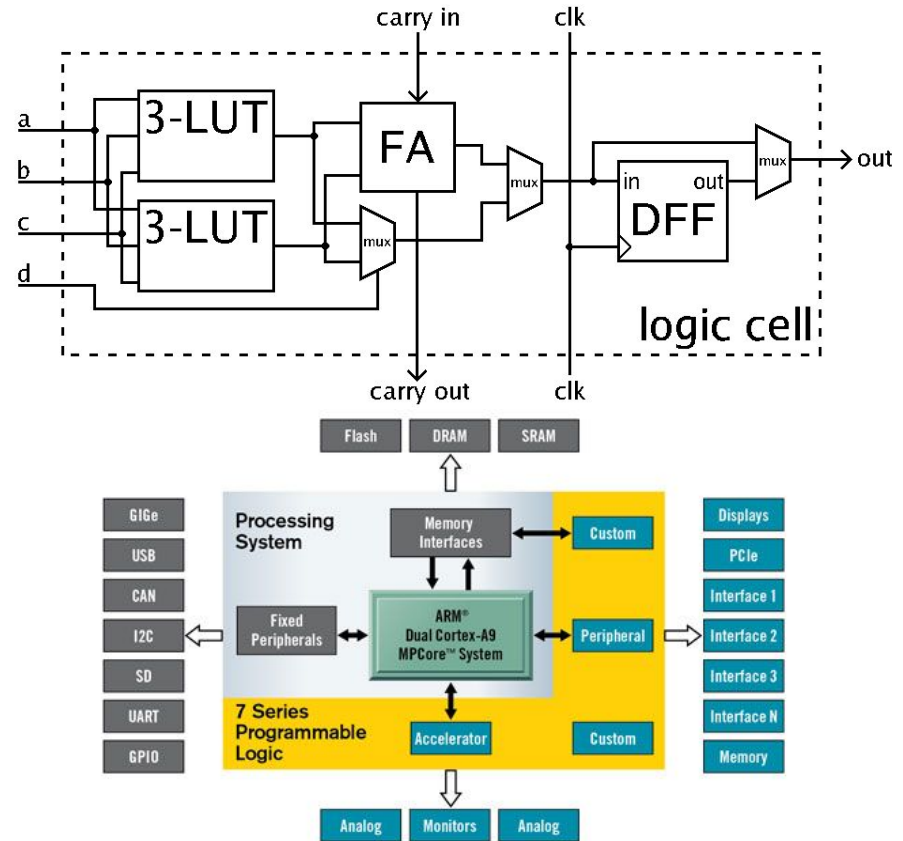 carry in
clk
a
b
c
d
3-LUT
3-LUT
FA
mux
mux
in
out
DFF
mux
out
logic cell
carry out
clk
Flash
DRAM
SRAM
GIGe
USB
CAN
I2C
SD
UART
GPIO
Processing
System
Memory
Interfaces
Custom
Fixed
Peripherals
ARM®
Dual Cortex-A9
MPCore™ System
Peripheral
7 Series
Programmable
Logic
Accelerator
Custom
Displays
PCIe
Interface 1
Interface 2
Interface 3
Interface N
Memory
Analog
Monitors
Analog